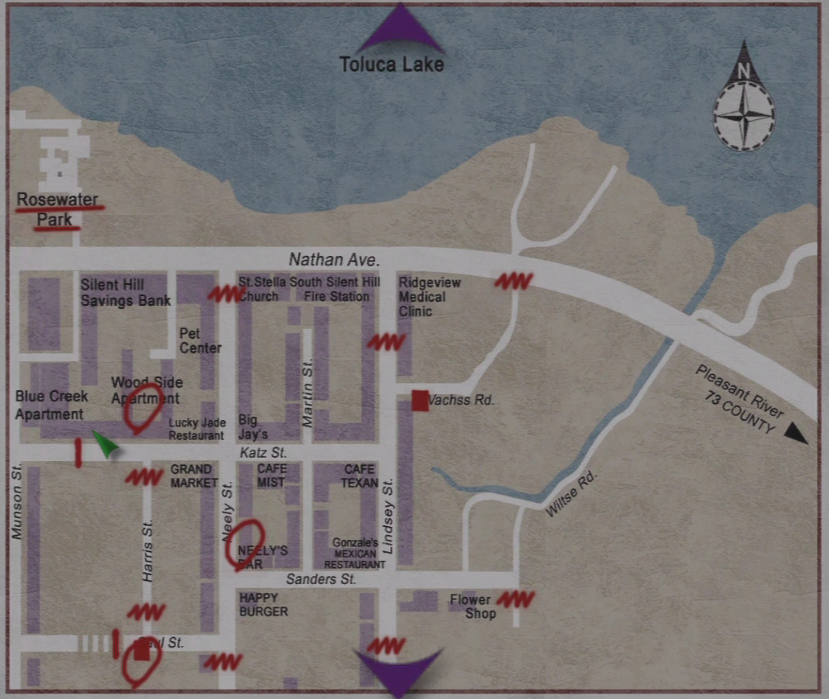 Toluca Lake
N
Rosewater
Park
Nathan Ave.
Silent Hill
Savings Bank
St.Stella
Church
South Silent Hill
Fire Station
Ridgeview
Medical
Clinic
Pet
Center
Blue Creek
Apartment
Wood Side
Apartment
Martin St.
Vachss Rd.
Pleasant River
73 COUNTY
Lucky Jade
Restaurant
Big
Jay's
Katz St.
Munson St.
GRAND
MARKET
Neely St.
CAFE
MIST
CAFE
TEXAN
Lindsey St.
Wiltse Rd.
Harris St.
NEELY'S
BAR
Gonzale's
MEXICAN
RESTAURANT
Sanders St.
HAPPY
BURGER
Flower
Shop
St.